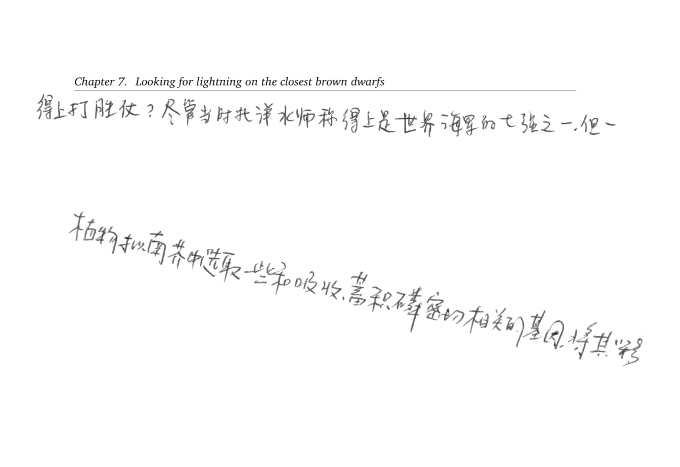 Chapter 7. Looking for lightning on the closest brown dwarfs
得上打胜仗?尽管当时北洋水师称得上是世界海军的七强之一,但一
植物拟南芥中选取一些和吸收、蓄积磷密切相关的基因,将其"移